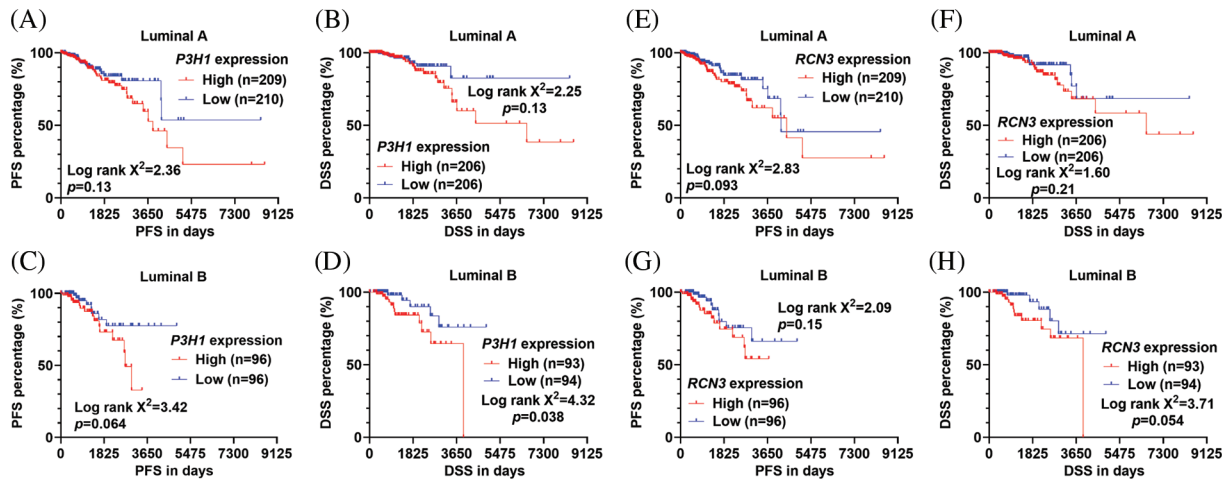 (A)
Luminal A
PFS percentage (%)
100
50
0
P3H1 expression
High (n=209)
Low (n=210)
Log rank X²=2.36
p=0.13
0 1825 3650 5475 7300 9125
PFS in days
(B)
Luminal A
DSS percentage (%)
100
50
0
Log rank X²=2.25
p=0.13
P3H1 expression
High (n=206)
Low (n=206)
0 1825 3650 5475 7300 9125
DSS in days
(E)
Luminal A
PFS percentage (%)
100
50
0
RCN3 expression
High (n=209)
Low (n=210)
Log rank X²=2.83
p=0.093
0 1825 3650 5475 7300 9125
PFS in days
(F)
Luminal A
DSS percentage (%)
100
50
0
RCN3 expression
High (n=206)
Low (n=206)
Log rank X²=1.60
p=0.21
0 1825 3650 5475 7300 9125
DSS in days
(C)
Luminal B
PFS percentage (%)
100
50
0
P3H1 expression
High (n=96)
Low (n=96)
Log rank X²=3.42
p=0.064
0 1825 3650 5475 7300 9125
PFS in days
(D)
Luminal B
DSS percentage (%)
100
50
0
P3H1 expression
High (n=93)
Low (n=94)
Log rank X²=4.32
p=0.038
0 1825 3650 5475 7300 9125
DSS in days
(G)
Luminal B
PFS percentage (%)
100
50
0
Log rank X²=2.09
p=0.15
RCN3 expression
High (n=96)
Low (n=96)
0 1825 3650 5475 7300 9125
PFS in days
(H)
Luminal B
DSS percentage (%)
100
50
0
RCN3 expression
High (n=93)
Low (n=94)
Log rank X²=3.71
p=0.054
0 1825 3650 5475 7300 9125
DSS in days